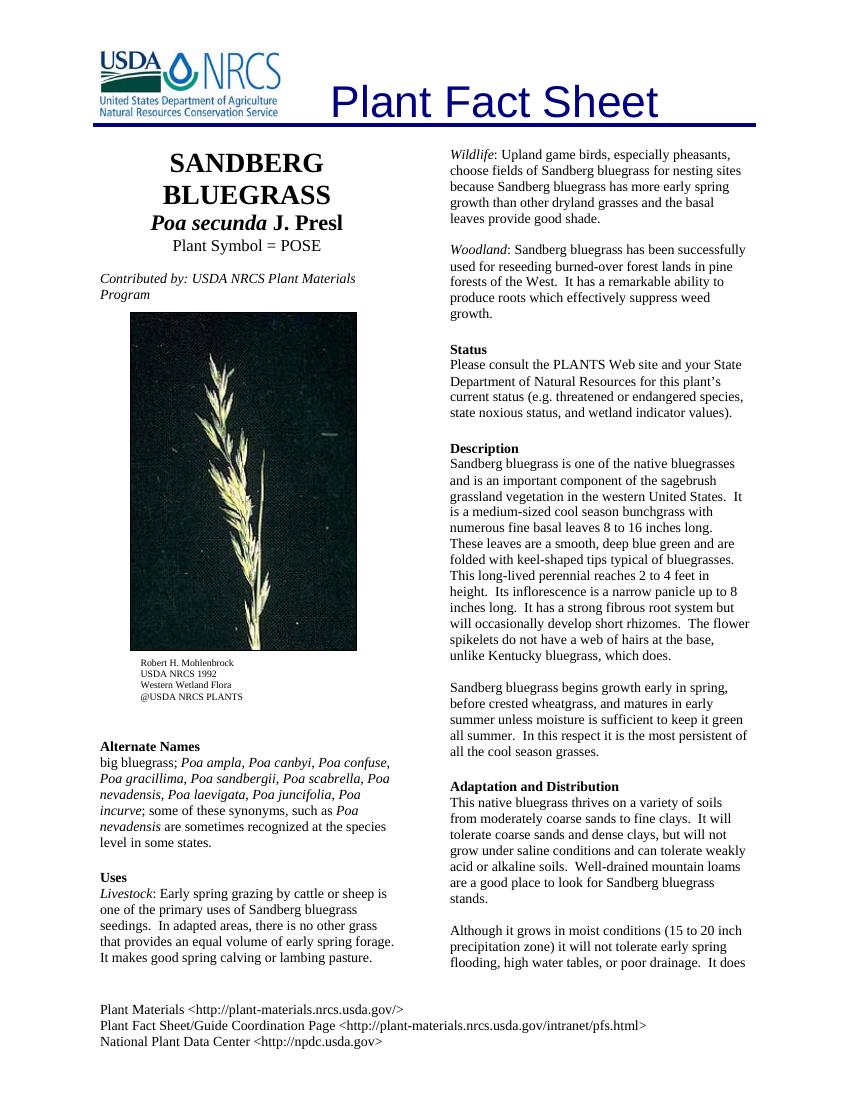 USDA NRCS
United States Department of Agriculture
Natural Resources Conservation Service
Plant Fact Sheet
SANDBERG
BLUEGRASS
Poa secunda J. Presl
Plant Symbol = POSE
Contributed by: USDA NRCS Plant Materials
Program
Robert H. Mohlenbrock
USDA NRCS 1992
Western Wetland Flora
@USDA NRCS PLANTS
Alternate Names
big bluegrass; Poa ampla, Poa canbyi, Poa confuse,
Poa gracillima, Poa sandbergii, Poa scabrella, Poa
nevadensis, Poa laevigata, Poa juncifolia, Poa
incurve; some of these synonyms, such as Poa
nevadensis are sometimes recognized at the species
level in some states.
Uses
Livestock: Early spring grazing by cattle or sheep is
one of the primary uses of Sandberg bluegrass
seedings.  In adapted areas, there is no other grass
that provides an equal volume of early spring forage.
It makes good spring calving or lambing pasture.
Wildlife: Upland game birds, especially pheasants,
choose fields of Sandberg bluegrass for nesting sites
because Sandberg bluegrass has more early spring
growth than other dryland grasses and the basal
leaves provide good shade.
Woodland: Sandberg bluegrass has been successfully
used for reseeding burned-over forest lands in pine
forests of the West.  It has a remarkable ability to
produce roots which effectively suppress weed
growth.
Status
Please consult the PLANTS Web site and your State
Department of Natural Resources for this plant's
current status (e.g. threatened or endangered species,
state noxious status, and wetland indicator values).
Description
Sandberg bluegrass is one of the native bluegrasses
and is an important component of the sagebrush
grassland vegetation in the western United States.  It
is a medium-sized cool season bunchgrass with
numerous fine basal leaves 8 to 16 inches long.
These leaves are a smooth, deep blue green and are
folded with keel-shaped tips typical of bluegrasses.
This long-lived perennial reaches 2 to 4 feet in
height.  Its inflorescence is a narrow panicle up to 8
inches long.  It has a strong fibrous root system but
will occasionally develop short rhizomes.  The flower
spikelets do not have a web of hairs at the base,
unlike Kentucky bluegrass, which does.
Sandberg bluegrass begins growth early in spring,
before crested wheatgrass, and matures in early
summer unless moisture is sufficient to keep it green
all summer.  In this respect it is the most persistent of
all the cool season grasses.
Adaptation and Distribution
This native bluegrass thrives on a variety of soils
from moderately coarse sands to fine clays.  It will
tolerate coarse sands and dense clays, but will not
grow under saline conditions and can tolerate weakly
acid or alkaline soils.  Well-drained mountain loams
are a good place to look for Sandberg bluegrass
stands.
Although it grows in moist conditions (15 to 20 inch
precipitation zone) it will not tolerate early spring
flooding, high water tables, or poor drainage.  It does
Plant Materials <http://plant-materials.nrcs.usda.gov/>
Plant Fact Sheet/Guide Coordination Page <http://plant-materials.nrcs.usda.gov/intranet/pfs.html>
National Plant Data Center <http://npdc.usda.gov>